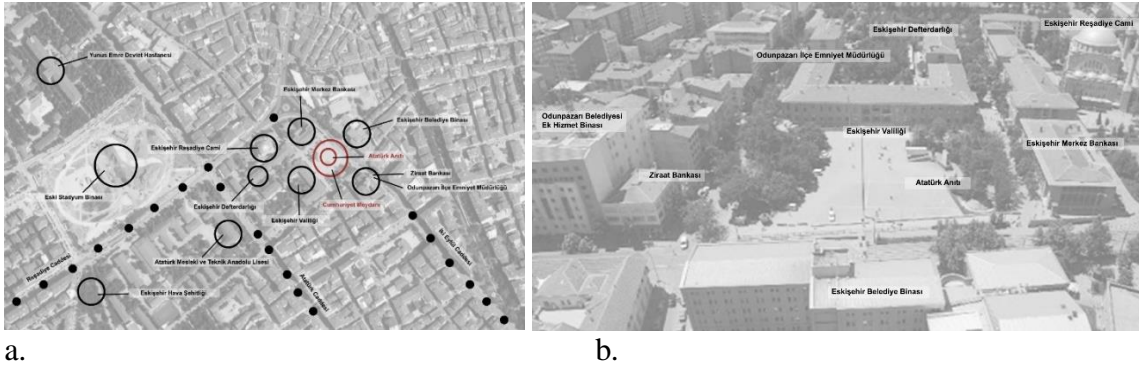 Yunus Emre Devlet Hastanesi
Eskişehir Merkez Bankası
Eskişehir Belediye Binası
Eskişehir Reşadiye Cami
Atatürk Anıtı
Ziraat Bankası
Odunpazarı İlçe Emniyet Müdürlüğü
Eski Stadyum Binası
Eskişehir Defterdarlığı
Cumhuriyet Meydanı
Eskişehir Valiliği
Atatürk Mesleki ve Teknik Anadolu Lisesi
İki Eylül Caddesi
Reşadiye Caddesi
Atatürk Caddesi
Eskişehir Hava Şehitliği
a.
Eskişehir Reşadiye Cami
Eskişehir Defterdarlığı
Odunpazarı İlçe Emniyet Müdürlüğü
Odunpazarı Belediyesi
Ek Hizmet Binası
Eskişehir Valiliği
Eskişehir Merkez Bankası
Ziraat Bankası
Atatürk Anıtı
Eskişehir Belediye Binası
b.